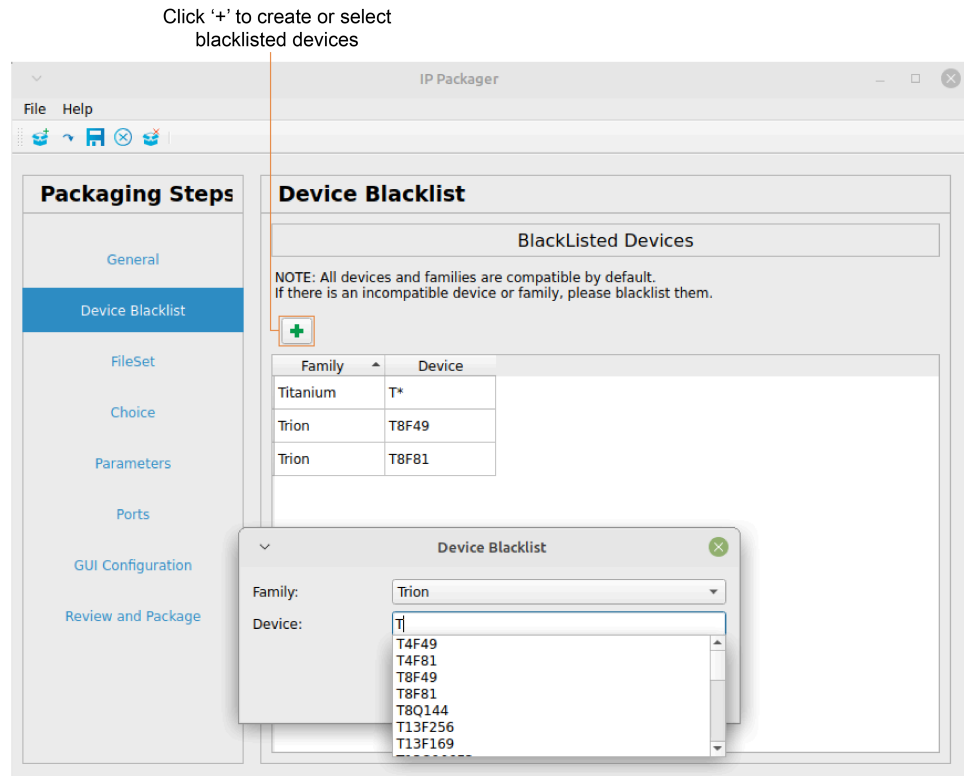 Click ‘+’ to create or select
blacklisted devices
IP Packager
File Help
Packaging Steps
General
Device Blacklist
FileSet
Choice
Parameters
Ports
GUI Configuration
Review and Package
Device Blacklist
BlackListed Devices
NOTE: All devices and families are compatible by default.
If there is an incompatible device or family, please blacklist them.
Family Device
Titanium T*
Trion T8F49
Trion T8F81
Device Blacklist
Family: Trion
Device: T
T4F49
T4F81
T8F49
T8F81
T8Q144
T13F256
T13F169